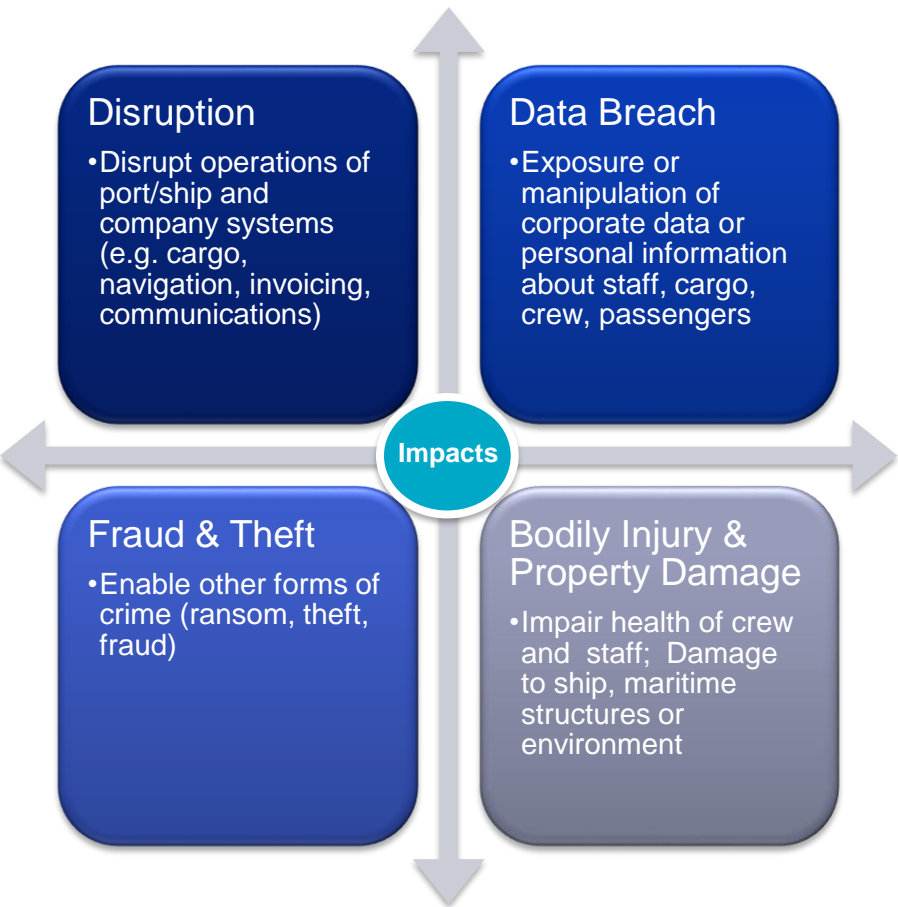 Disruption
•Disrupt operations of
port/ship and
company systems
(e.g. cargo,
navigation, invoicing,
communications)
Data Breach
•Exposure or
manipulation of
corporate data or
personal information
about staff, cargo,
crew, passengers
Impacts
Fraud & Theft
•Enable other forms of
crime (ransom, theft,
fraud)
Bodily Injury &
Property Damage
•Impair health of crew
and staff; Damage
to ship, maritime
structures or
environment